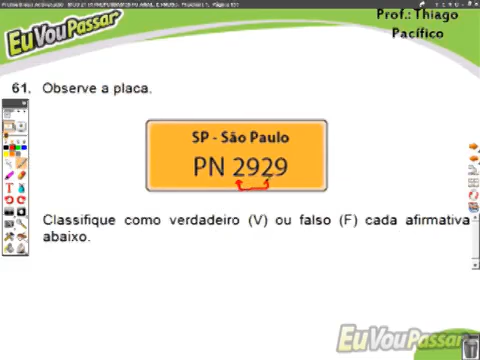 Prof.: Thiago
Pacífico
EuVouPassar
61. Observe a placa.
SP - São Paulo
PN 2929
Classifique como verdadeiro (V) ou falso (F) cada afirmativa
abaixo.
EuVouPassar